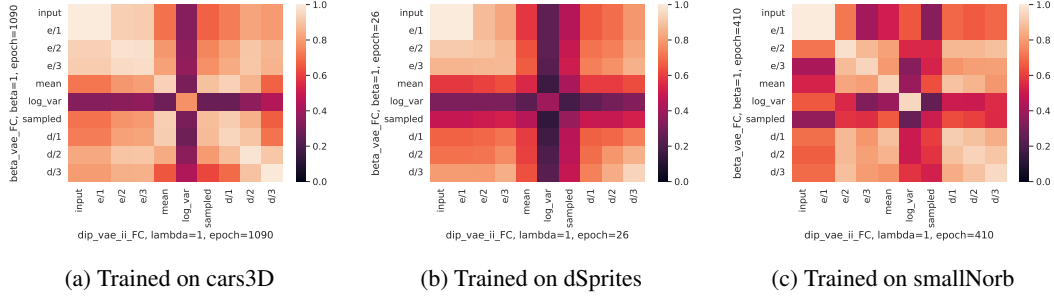 input
e/1
e/2
e/3
mean
log_var
sampled
d/1
d/2
d/3
beta_vae_FC, beta=1, epoch=1090
input
e/1
e/2
e/3
mean
log_var
sampled
d/1
d/2
d/3
dip_vae_ii_FC, lambda=1, epoch=1090
1.0
0.8
0.6
0.4
0.2
0.0
(a) Trained on cars3D
input
e/1
e/2
e/3
mean
log_var
sampled
d/1
d/2
d/3
beta_vae_FC, beta=1, epoch=26
input
e/1
e/2
e/3
mean
log_var
sampled
d/1
d/2
d/3
dip_vae_ii_FC, lambda=1, epoch=26
1.0
0.8
0.6
0.4
0.2
0.0
(b) Trained on dSprites
input
e/1
e/2
e/3
mean
log_var
sampled
d/1
d/2
d/3
beta_vae_FC, beta=1, epoch=410
input
e/1
e/2
e/3
mean
log_var
sampled
d/1
d/2
d/3
dip_vae_ii_FC, lambda=1, epoch=410
1.0
0.8
0.6
0.4
0.2
0.0
(c) Trained on smallNorb